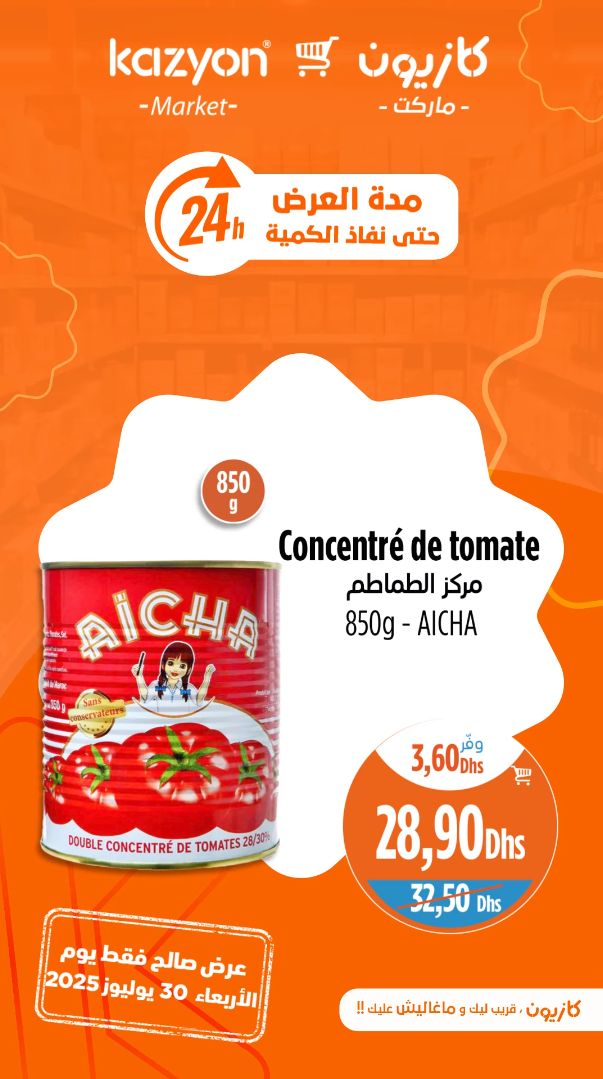 kazyon®
-Market-
كازيون
- ماركت -
24h
مدة العرض
حتى نفاذ الكمية
850
g
Concentré de tomate
مركز الطماطم
850g - AICHA
AICHA
Sans
conservateurs
DOUBLE CONCENTRÉ DE TOMATES 28/30%
وفّر
3,60Dhs
28,90Dhs
32,50 Dhs
عرض صالح فقط يوم
الأربعاء 30 يوليوز 2025
كازيون ، قريب ليك و ماغاليش عليك !!